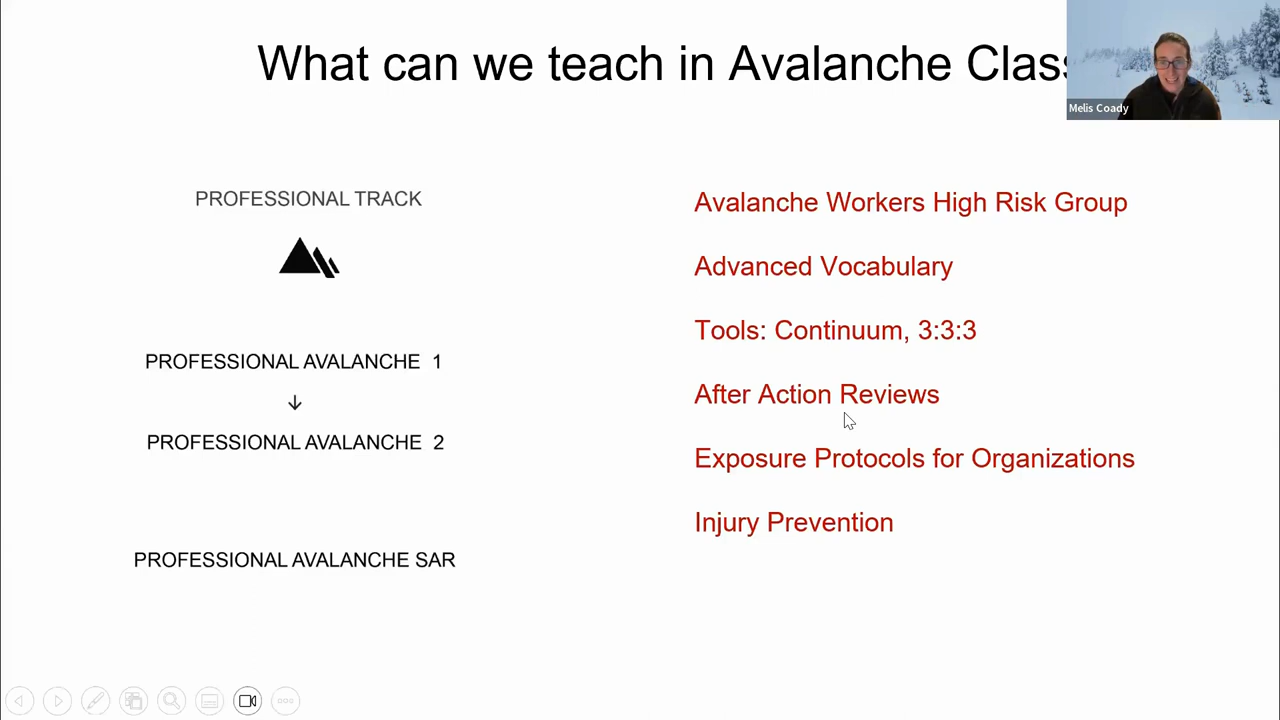 What can we teach in Avalanche Class
Melis Coady
PROFESSIONAL TRACK
PROFESSIONAL AVALANCHE 1
↓
PROFESSIONAL AVALANCHE 2
PROFESSIONAL AVALANCHE SAR
Avalanche Workers High Risk Group
Advanced Vocabulary
Tools: Continuum, 3:3:3
After Action Reviews
Exposure Protocols for Organizations
Injury Prevention